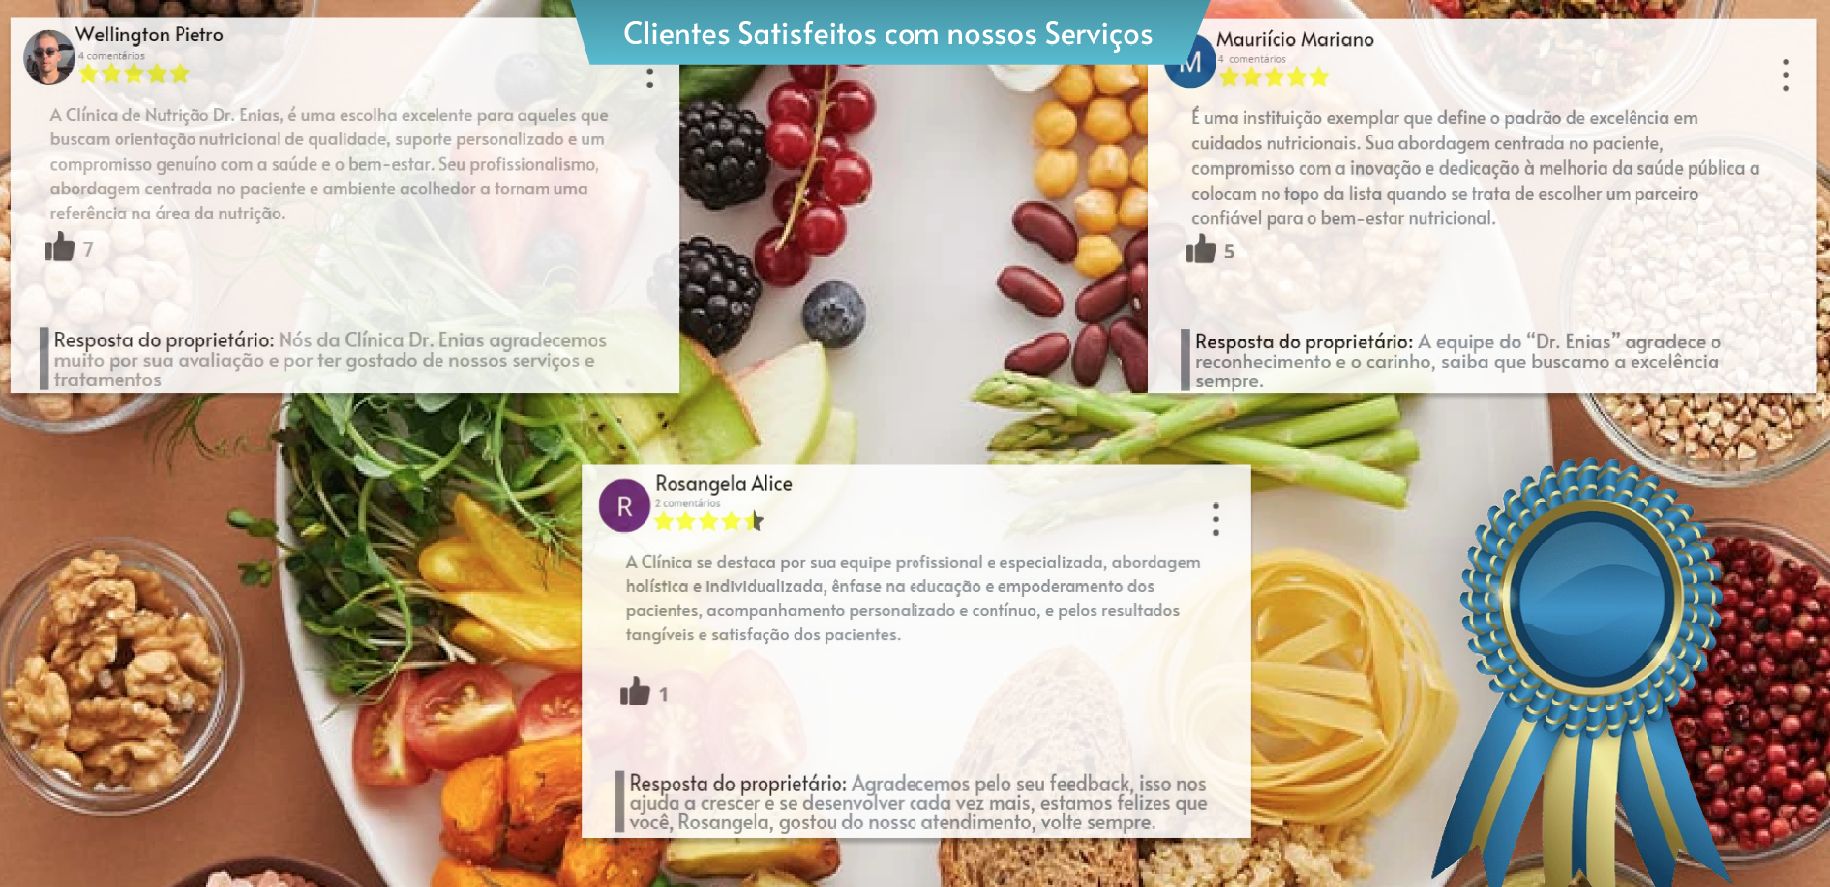 Clientes Satisfeitos com nossos Serviços
Wellington Pietro
4 comentários
A Clínica de Nutrição Dr. Enias, é uma escolha excelente para aqueles que
buscam orientação nutricional de qualidade, suporte personalizado e um
compromisso genuíno com a saúde e o bem-estar. Seu profissionalismo,
abordagem centrada no paciente e ambiente acolhedor a tornam uma
referência na área da nutrição.
7
Resposta do proprietário: Nós da Clínica Dr. Enias agradecemos
muito por sua avaliação e por ter gostado de nossos serviços e
tratamentos
M
Mauriício Mariano
4 comentários
É uma instituição exemplar que define o padrão de excelência em
cuidados nutricionais. Sua abordagem centrada no paciente,
compromisso com a inovação e dedicação à melhoria da saúde pública a
colocam no topo da lista quando se trata de escolher um parceiro
confiável para o bem-estar nutricional.
5
Resposta do proprietário: A equipe do “Dr. Enias” agradece o
reconhecimento e o carinho, saiba que buscamo a excelência
sempre.
R
Rosangela Alice
2 comentários
A Clínica se destaca por sua equipe profissional e especializada, abordagem
holística e individualizada, ênfase na educação e empoderamento dos
pacientes, acompanhamento personalizado e contínuo, e pelos resultados
tangíveis e satisfação dos pacientes.
1
Resposta do proprietário: Agradecemos pelo seu feedback, isso nos
ajuda a crescer e se desenvolver cada vez mais, estamos felizes que
você, Rosangela, gostou do nosso atendimento, volte sempre.